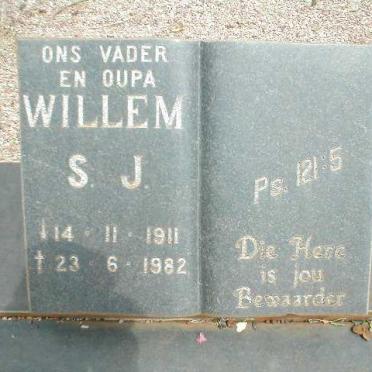 ONS VADER
EN OUPA
WILLEM
S. J.
14 - 11 - 1911
† 23 - 6 - 1982
Ps. 121:5
Die Here
is jou
Bewaarder